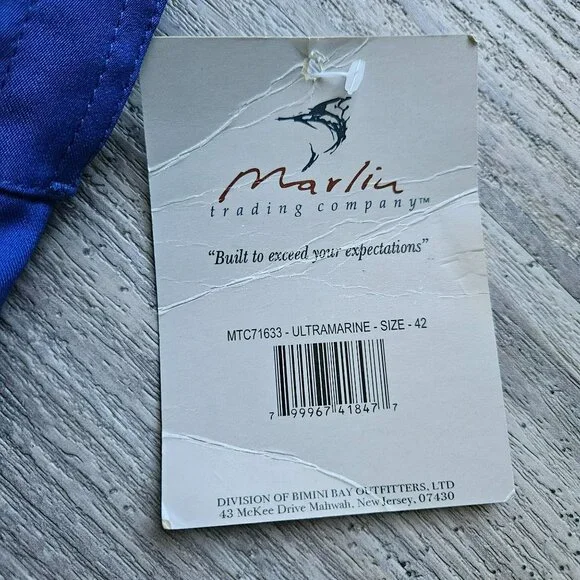 Marlin
trading company™
"Built to exceed your expectations"
MTC71633 - ULTRAMARINE - SIZE - 42
7 99967 41847 7
DIVISION OF BIMINI BAY OUTFITTERS, LTD
43 McKee Drive Mahwah, New Jersey, 07430